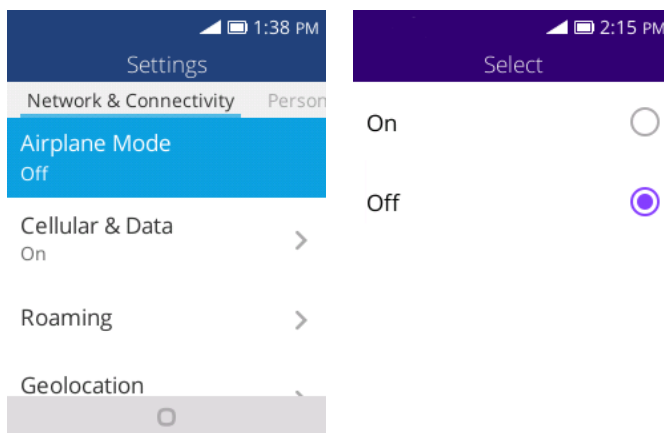 1:38 PM
Settings
Network & Connectivity Person
Airplane Mode
Off
Cellular & Data
On
Roaming
Geolocation
2:15 PM
Select
On
Off